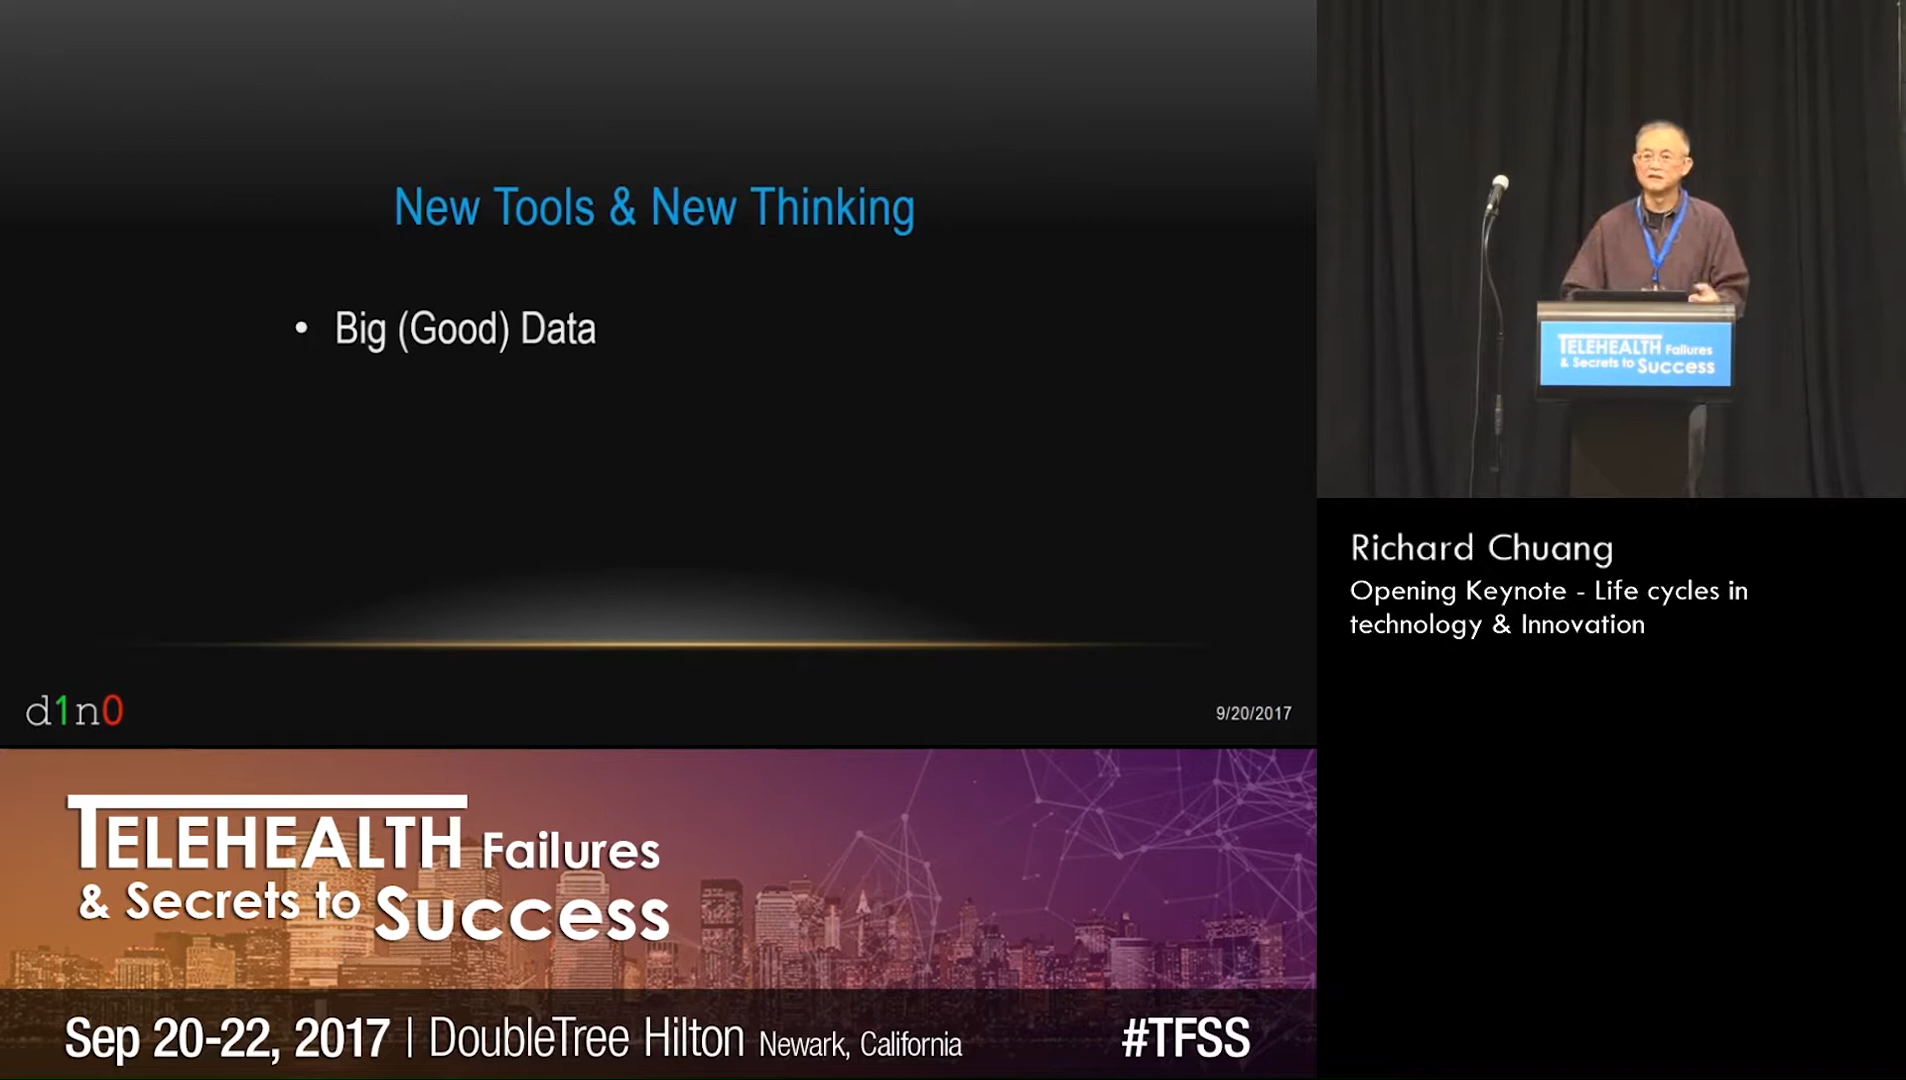 New Tools & New Thinking
• Big (Good) Data
d1n0
9/20/2017
TELEHEALTH Failures
& Secrets to Success
Richard Chuang
Opening Keynote - Life cycles in
technology & Innovation
TELEHEALTH Failures
& Secrets to Success
Sep 20-22, 2017 | DoubleTree Hilton Newark, California
#TFSS